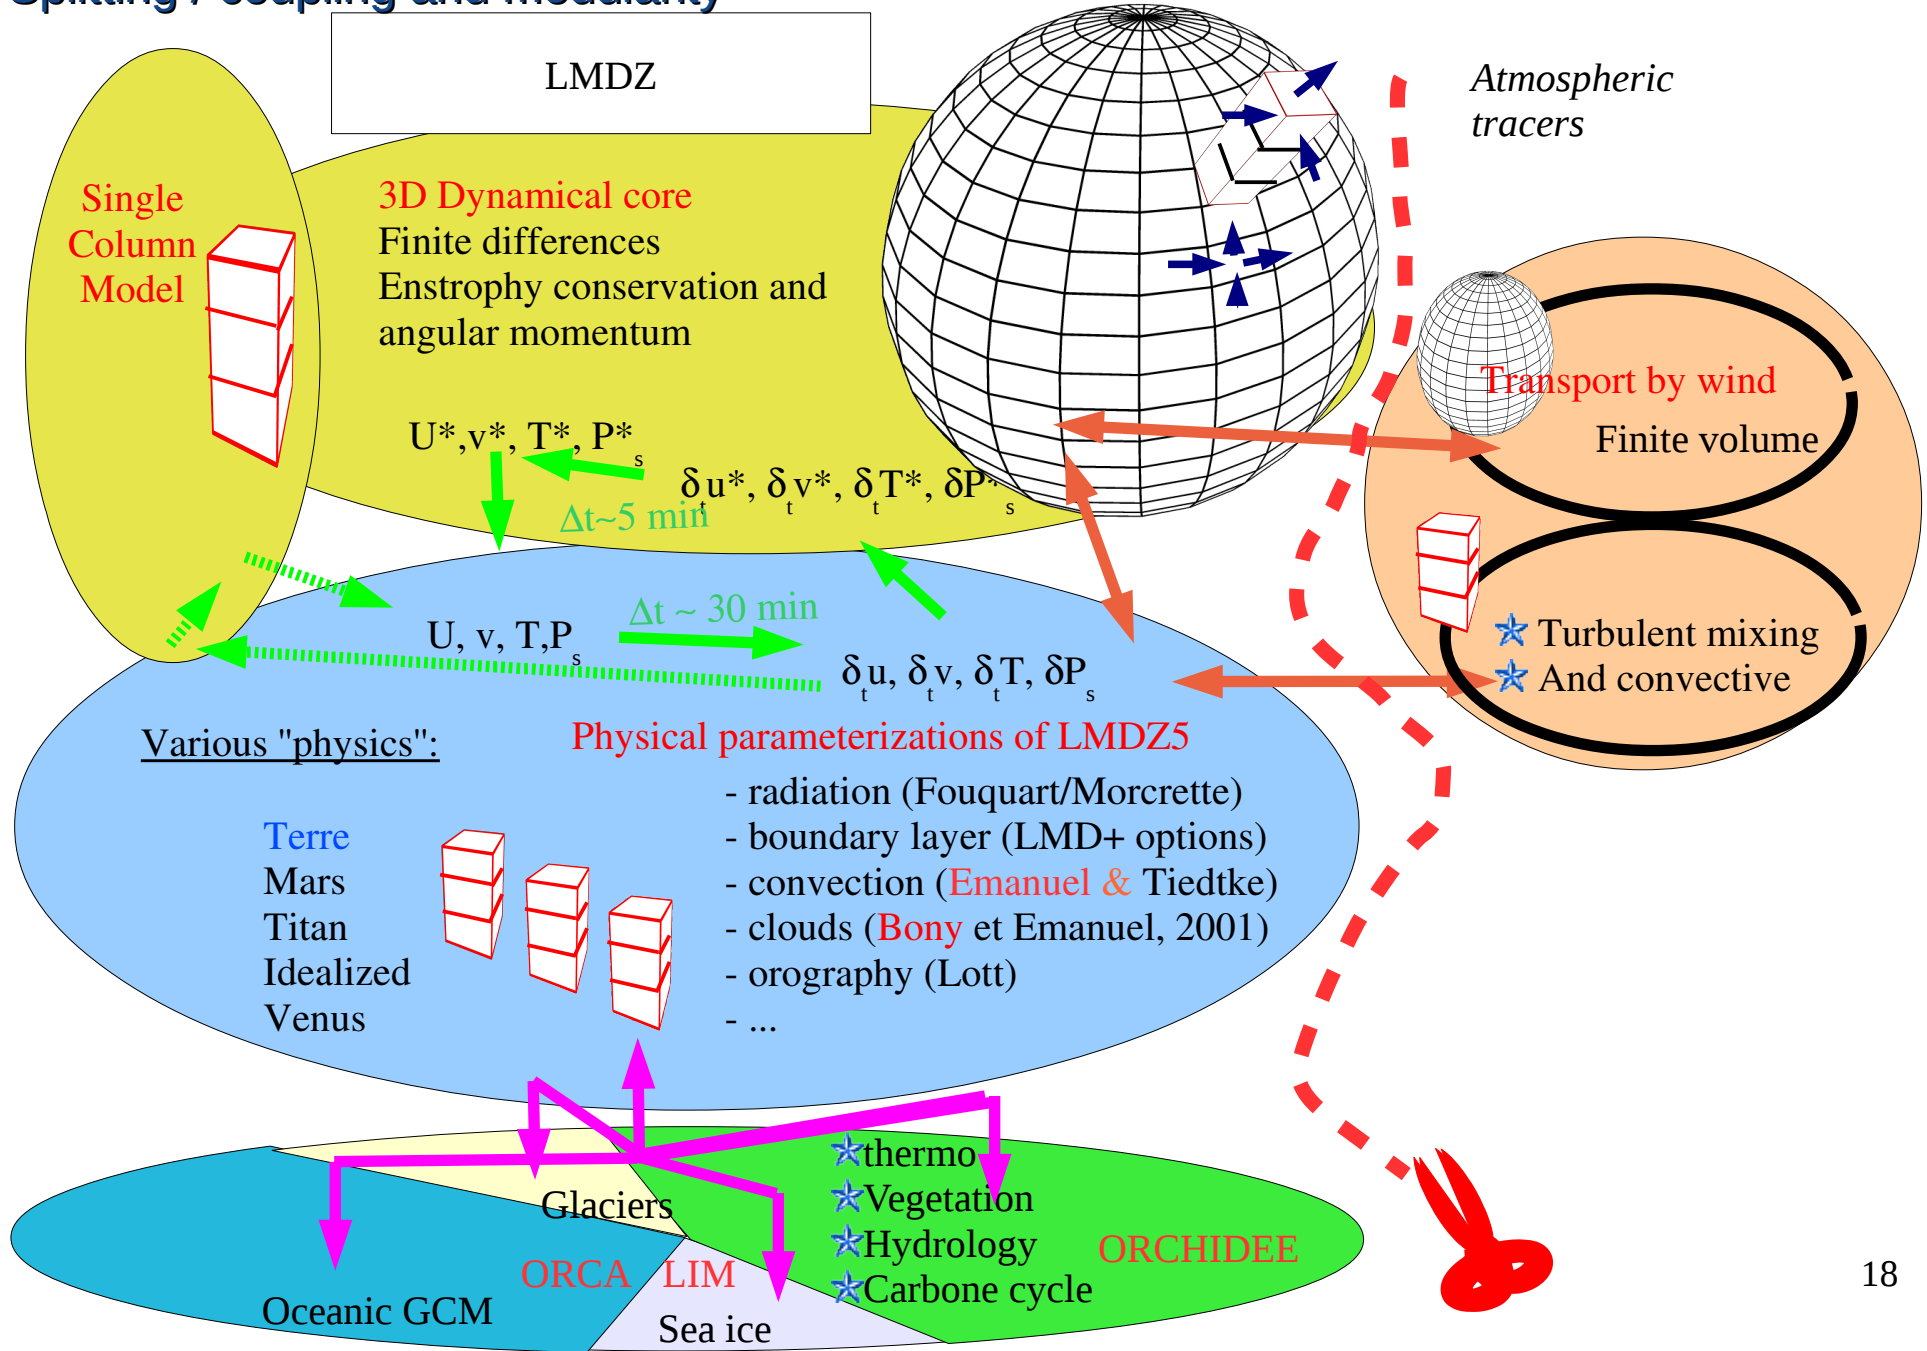 Splitting / coupling and modularity
LMDZ
Atmospheric
tracers
Single
Column
Model
3D Dynamical core
Finite differences
Enstrophy conservation and
angular momentum
U*,v*, T*, P*s
δtu*, δtv*, δtT*, δP*s
Δt~5 min
Transport by wind
Finite volume
Turbulent mixing
And convective
Δt ~ 30 min
U, v, T,Ps
δtu, δtv, δtT, δPs
Various "physics":
Terre
Mars
Titan
Idealized
Venus
Physical parameterizations of LMDZ5
- radiation (Fouquart/Morcrette)
- boundary layer (LMD+ options)
- convection (Emanuel & Tiedtke)
- clouds (Bony et Emanuel, 2001)
- orography (Lott)
- ...
Glaciers
thermo
Vegetation
Hydrology
Carbone cycle
ORCHIDEE
ORCA
LIM
Oceanic GCM
Sea ice
18